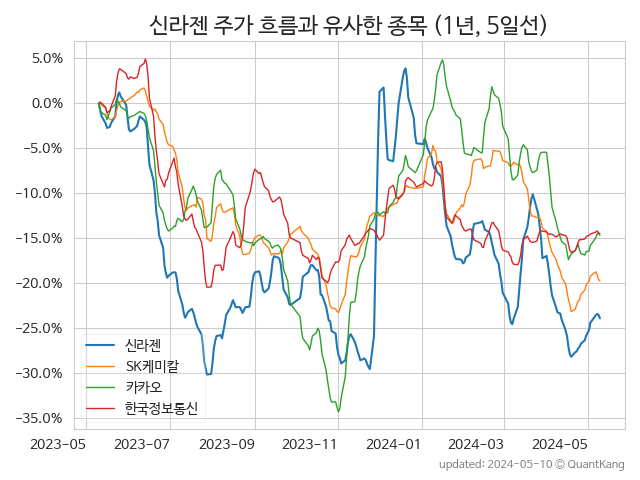 신라젠 주가 흐름과 유사한 종목 (1년, 5일선)
5.0%
0.0%
−5.0%
−10.0%
−15.0%
−20.0%
−25.0%
−30.0%
−35.0%
신라젠
SK케미칼
카카오
한국정보통신
2023-05 2023-07 2023-09 2023-11 2024-01 2024-03 2024-05
updated: 2024-05-10 © QuantKang